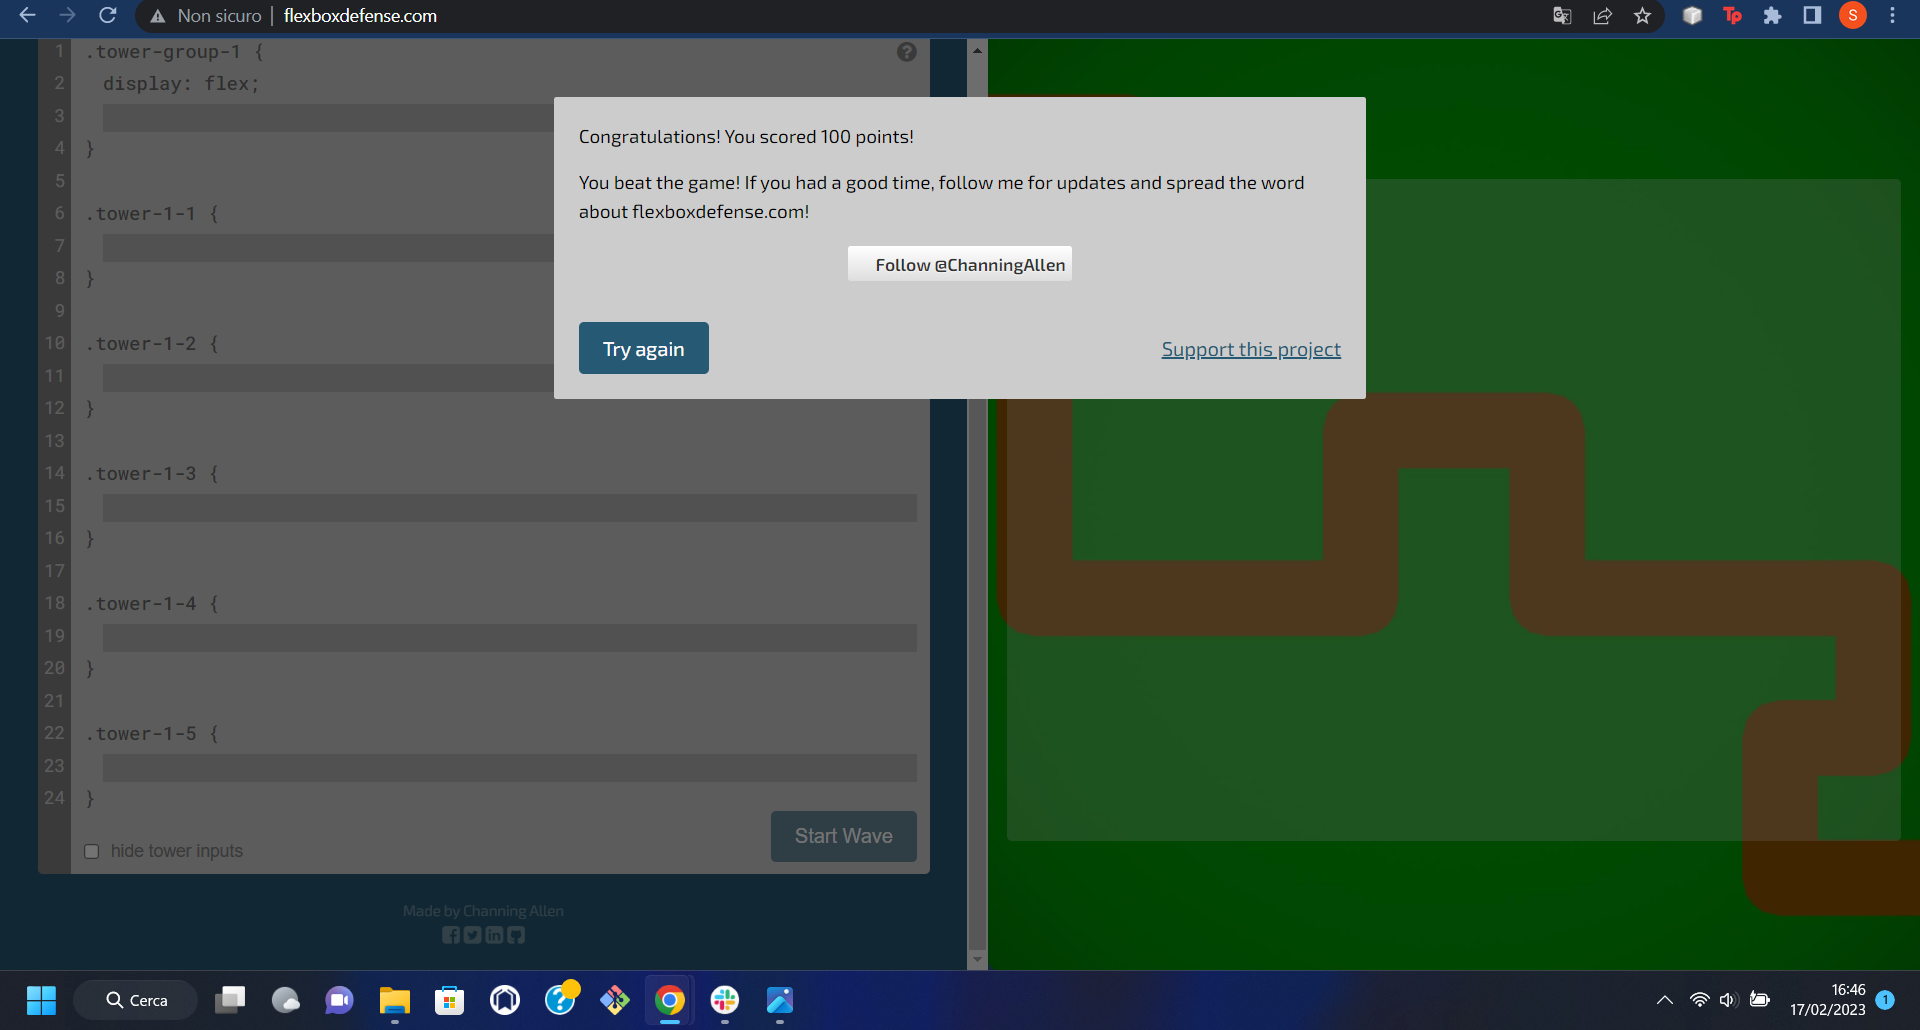 Non sicuro
flexboxdefense.com
Tp
S
1 .tower-group-1 {
2 display: flex;
3
4 }
5
6 .tower-1-1 {
7
8 }
9
10 .tower-1-2 {
11
12 }
13
14 .tower-1-3 {
15
16 }
17
18 .tower-1-4 {
19
20 }
21
22 .tower-1-5 {
23
24 }
?
Congratulations! You scored 100 points!
You beat the game! If you had a good time, follow me for updates and spread the word
about flexboxdefense.com!
Follow @ChanningAllen
Try again
Support this project
hide tower inputs
Start Wave
Made by Channing Allen
Cerca
16:46
17/02/2023
1